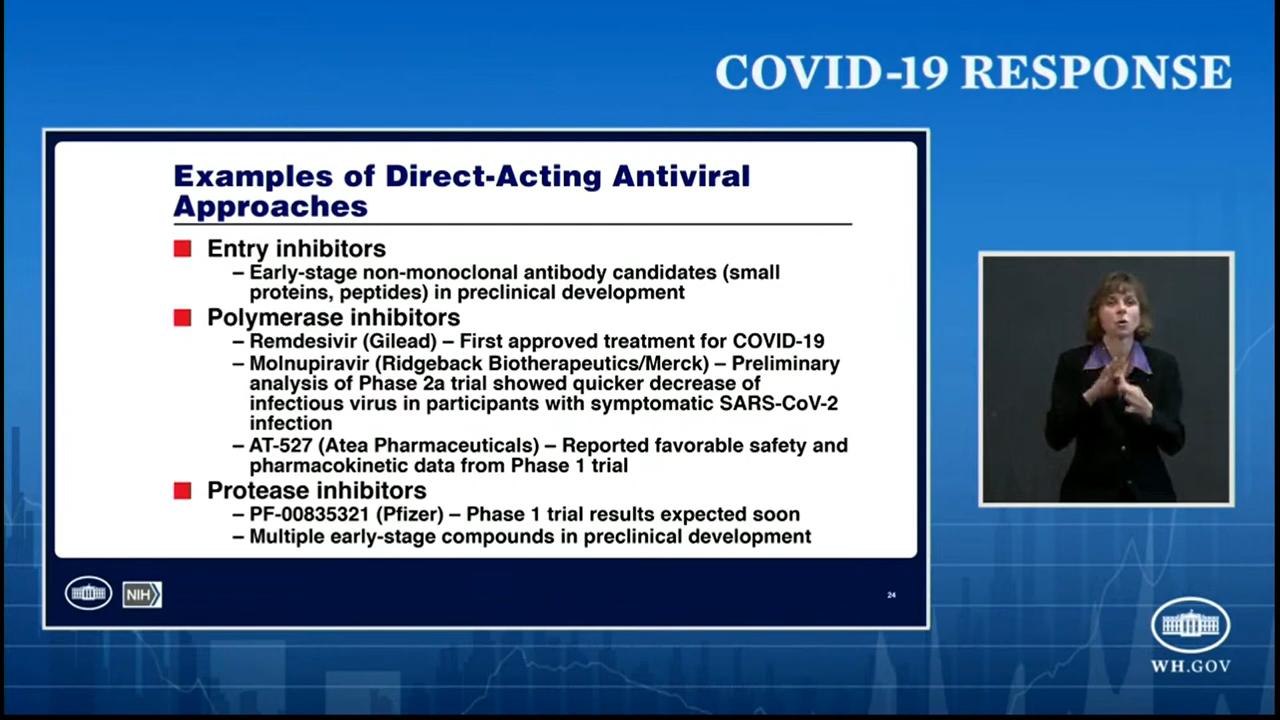 COVID-19 RESPONSE
Examples of Direct-Acting Antiviral
Approaches
Entry inhibitors
– Early-stage non-monoclonal antibody candidates (small
proteins, peptides) in preclinical development
Polymerase inhibitors
– Remdesivir (Gilead) – First approved treatment for COVID-19
– Molnupiravir (Ridgeback Biotherapeutics/Merck) – Preliminary
analysis of Phase 2a trial showed quicker decrease of
infectious virus in participants with symptomatic SARS-CoV-2
infection
– AT-527 (Atea Pharmaceuticals) – Reported favorable safety and
pharmacokinetic data from Phase 1 trial
Protease inhibitors
– PF-00835321 (Pfizer) – Phase 1 trial results expected soon
– Multiple early-stage compounds in preclinical development
NIH
24
WH.GOV